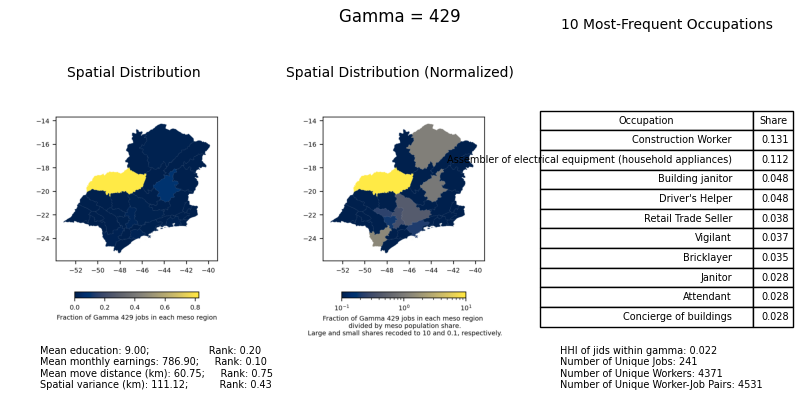 Gamma = 429
Spatial Distribution
−14
−16
−18
−20
−22
−24
−52 −50 −48 −46 −44 −42 −40
0.0 0.2 0.4 0.6 0.8
Fraction of Gamma 429 jobs in each meso region
Spatial Distribution (Normalized)
−14
−16
−18
−20
−22
−24
−52 −50 −48 −46 −44 −42 −40
10⁻¹ 10⁰ 10¹
Fraction of Gamma 429 jobs in each meso region
divided by meso population share.
Large and small shares recoded to 10 and 0.1, respectively.
10 Most-Frequent Occupations
Occupation Share
Construction Worker 0.131
Assembler of electrical equipment (household appliances) 0.112
Building janitor 0.048
Driver's Helper 0.048
Retail Trade Seller 0.038
Vigilant 0.037
Bricklayer 0.035
Janitor 0.028
Attendant 0.028
Concierge of buildings 0.028
Mean education: 9.00; Rank: 0.20
Mean monthly earnings: 786.90; Rank: 0.10
Mean move distance (km): 60.75; Rank: 0.75
Spatial variance (km): 111.12; Rank: 0.43
HHI of jids within gamma: 0.022
Number of Unique Jobs: 241
Number of Unique Workers: 4371
Number of Unique Worker-Job Pairs: 4531